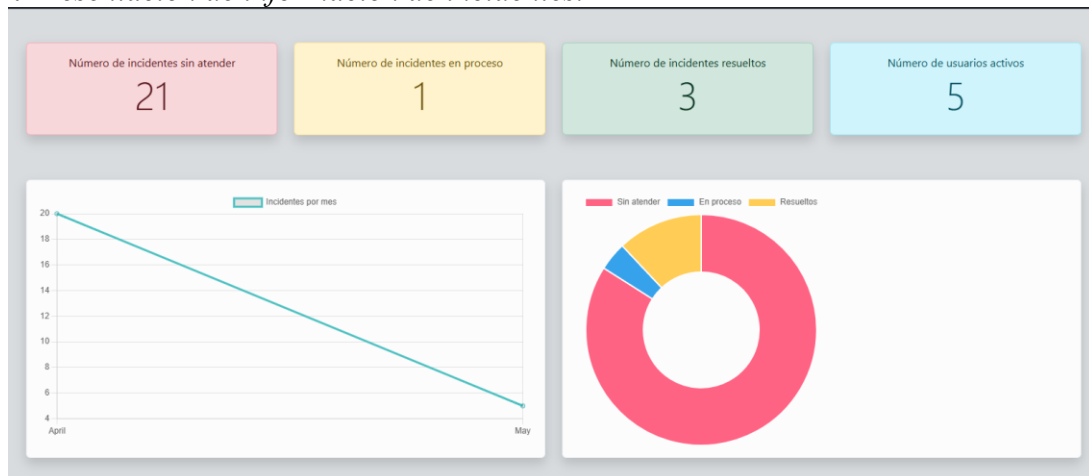 Número de incidentes sin atender
21
Número de incidentes en proceso
1
Número de incidentes resueltos
3
Número de usuarios activos
5
Incidentes por mes
20
18
16
14
12
10
8
6
4
April
May
Sin atender
En proceso
Resueltos